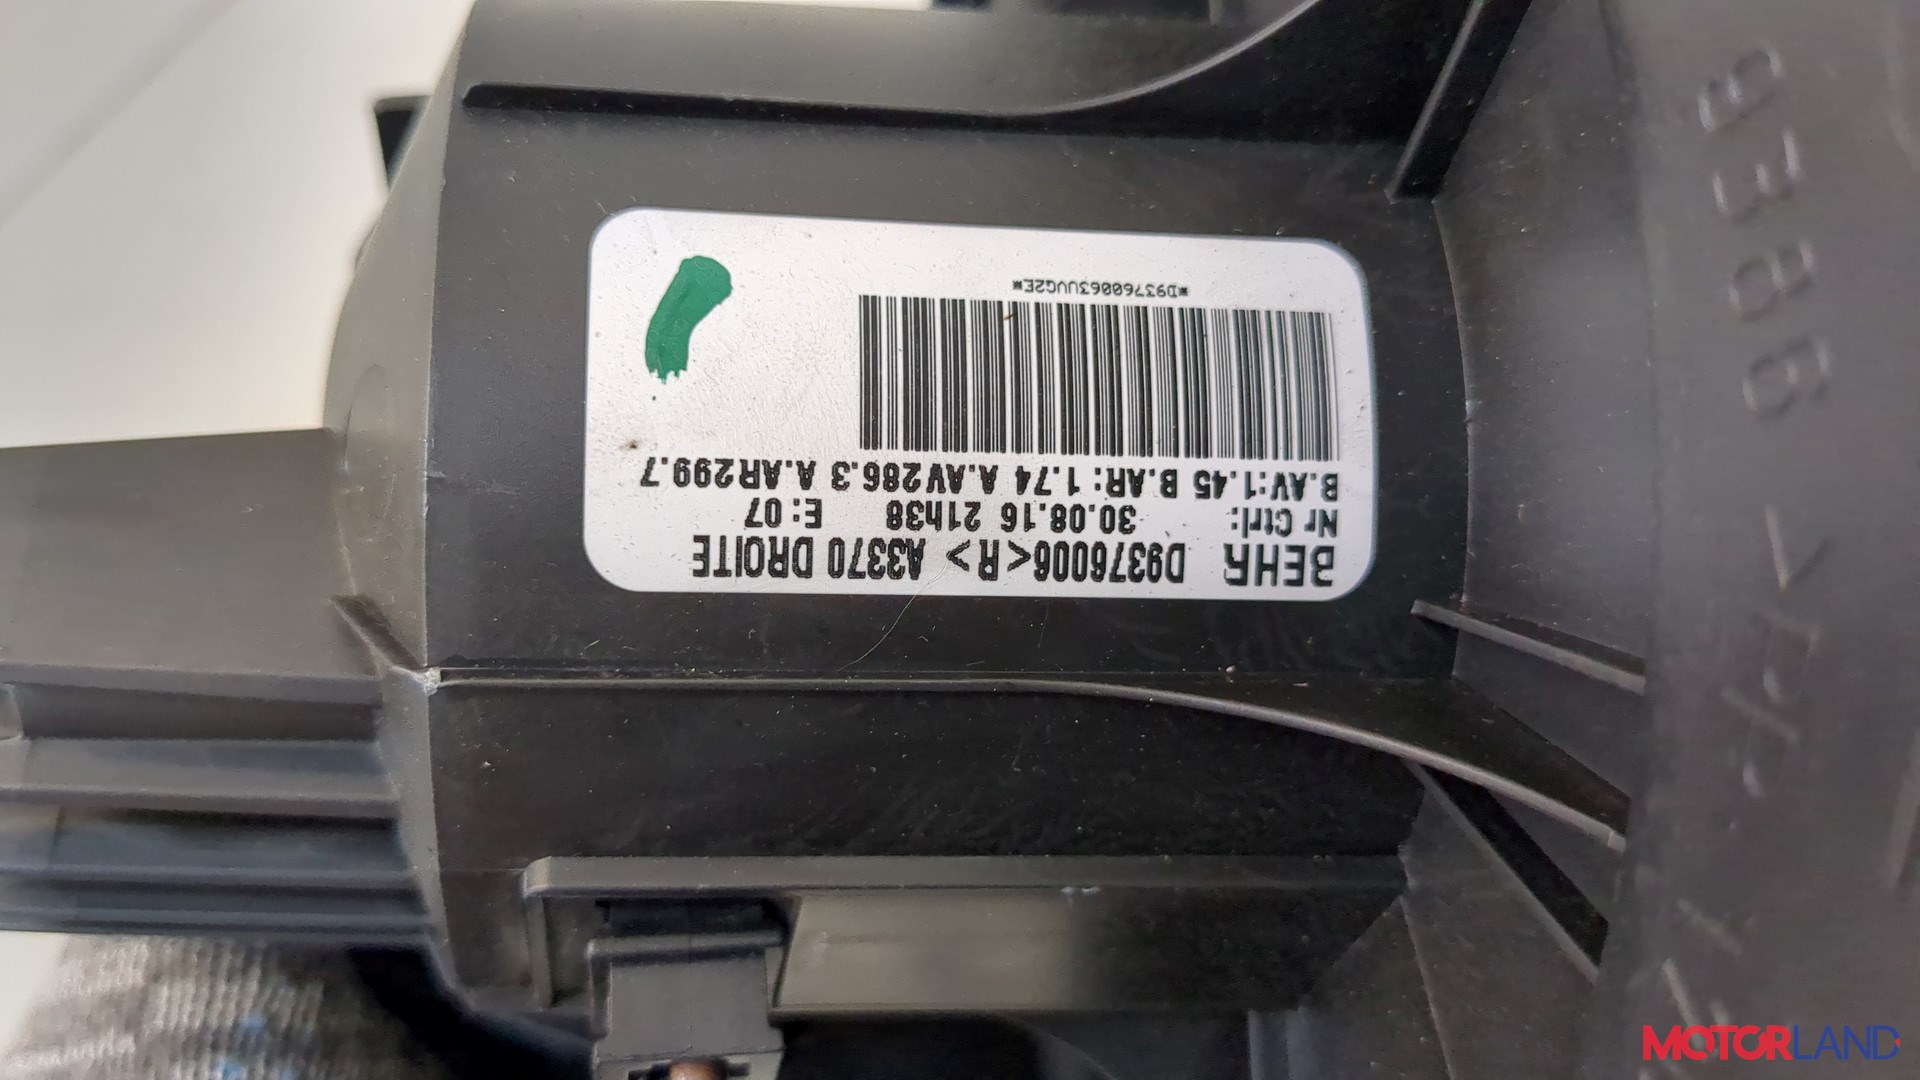 BEHR D9376006<R> A3370 DROITE
Nr Ctrl: 30.08.16 21h38 E:07
B.AV:1.45 B.AR: 1.74 A.AV286.3 A.AR299.7
*D93760063UVG2E*
MOTORLAND